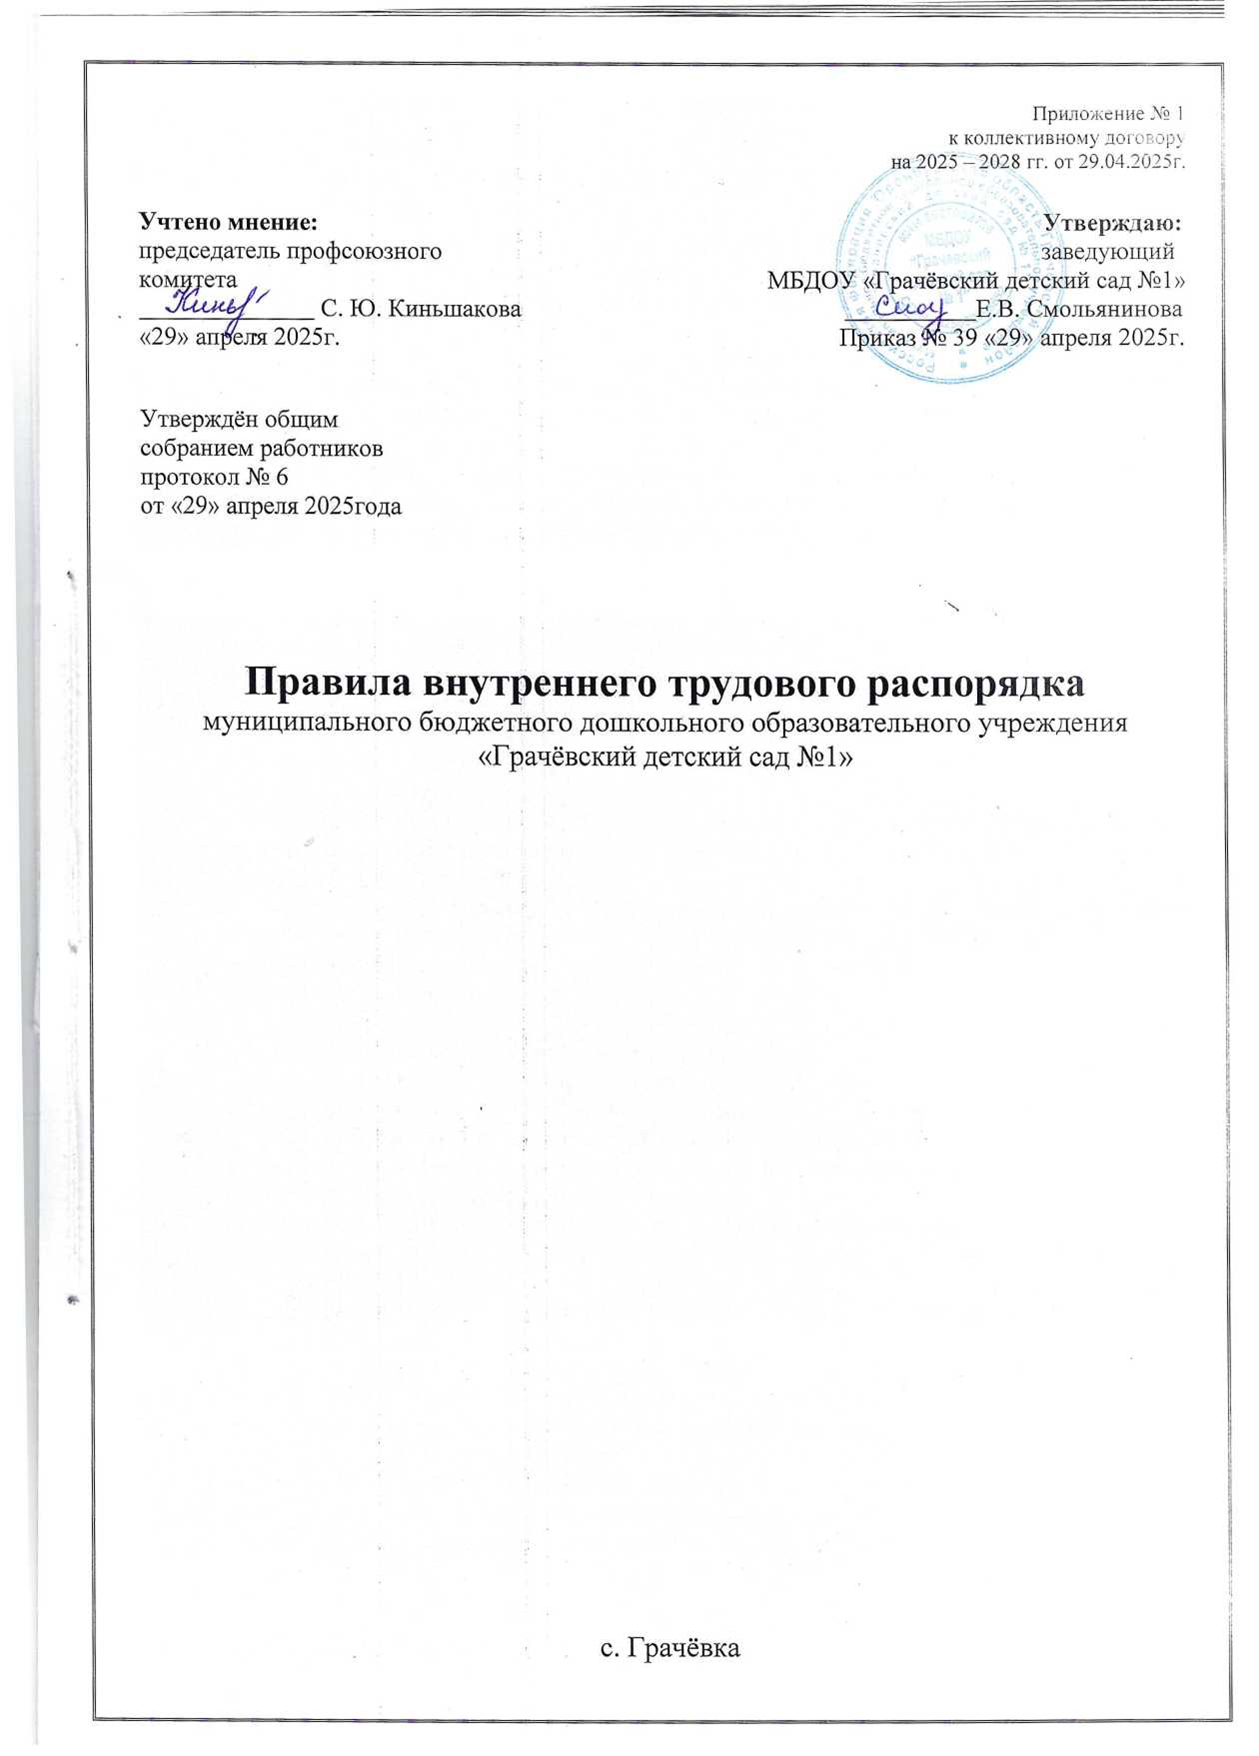 Приложение № 1
к коллективному договору
на 2025 – 2028 гг. от 29.04.2025г.
Учтено мнение:
председатель профсоюзного
комитета
______________ С. Ю. Киньшакова
«29» апреля 2025г.
Утверждаю:
заведующий
МБДОУ «Грачёвский детский сад №1»
___________Е.В. Смольянинова
Приказ № 39 «29» апреля 2025г.
Утверждён общим
собранием работников
протокол № 6
от «29» апреля 2025года
Правила внутреннего трудового распорядка
муниципального бюджетного дошкольного образовательного учреждения
«Грачёвский детский сад №1»
с. Грачёвка